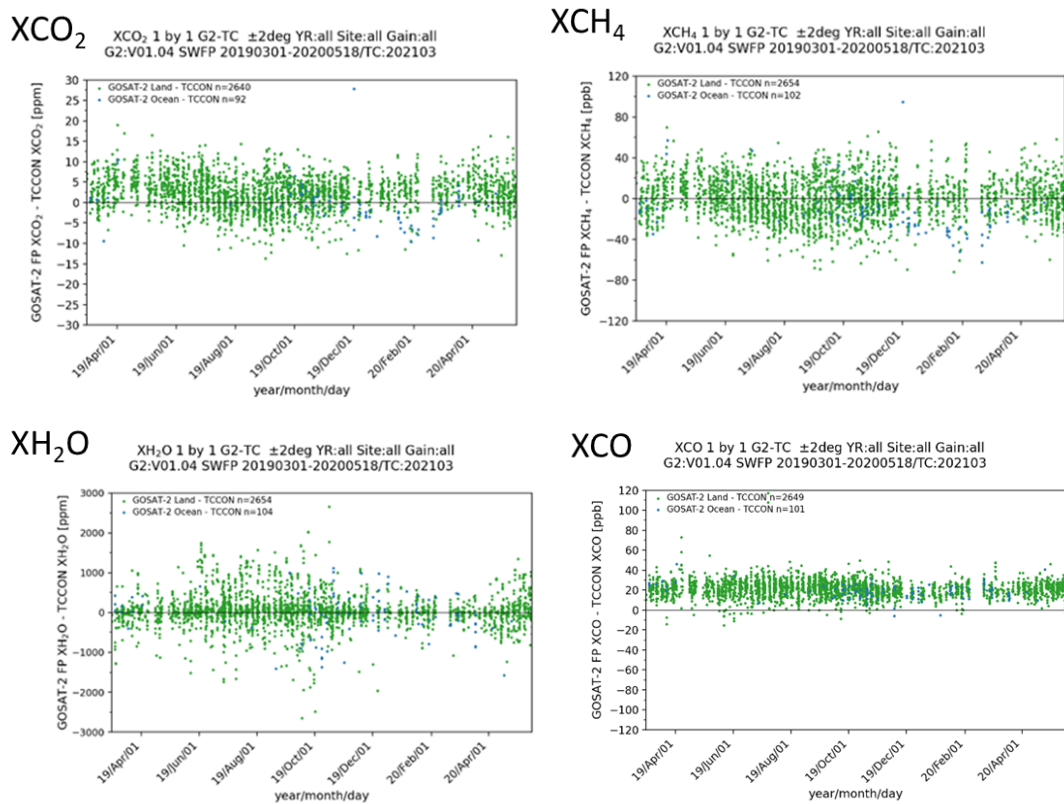 XCO₂
XCO₂ 1 by 1 G2-TC ±2deg YR:all Site:all Gain:all
G2:V01.04 SWFP 20190301-20200518/TC:202103
GOSAT-2 FP XCO₂ - TCCON XCO₂ [ppm]
30
25
20
15
10
5
0
−5
−10
−15
−20
−25
−30
GOSAT-2 Land - TCCON n=2640
GOSAT-2 Ocean - TCCON n=92
19/Apr/01
19/Jun/01
19/Aug/01
19/Oct/01
19/Dec/01
20/Feb/01
20/Apr/01
year/month/day
XCH₄
XCH₄ 1 by 1 G2-TC ±2deg YR:all Site:all Gain:all
G2:V01.04 SWFP 20190301-20200518/TC:202103
GOSAT-2 FP XCH₄ - TCCON XCH₄ [ppb]
120
80
40
0
−40
−80
−120
GOSAT-2 Land - TCCON n=2654
GOSAT-2 Ocean - TCCON n=102
19/Apr/01
19/Jun/01
19/Aug/01
19/Oct/01
19/Dec/01
20/Feb/01
20/Apr/01
year/month/day
XH₂O
XH₂O 1 by 1 G2-TC ±2deg YR:all Site:all Gain:all
G2:V01.04 SWFP 20190301-20200518/TC:202103
GOSAT-2 FP XH₂O - TCCON XH₂O [ppm]
3000
2000
1000
0
−1000
−2000
−3000
GOSAT-2 Land - TCCON n=2654
GOSAT-2 Ocean - TCCON n=104
19/Apr/01
19/Jun/01
19/Aug/01
19/Oct/01
19/Dec/01
20/Feb/01
20/Apr/01
year/month/day
XCO
XCO 1 by 1 G2-TC ±2deg YR:all Site:all Gain:all
G2:V01.04 SWFP 20190301-20200518/TC:202103
GOSAT-2 FP XCO - TCCON XCO [ppb]
120
100
80
60
40
20
0
−20
−40
−60
−80
−100
−120
GOSAT-2 Land - TCCON n=2649
GOSAT-2 Ocean - TCCON n=101
19/Apr/01
19/Jun/01
19/Aug/01
19/Oct/01
19/Dec/01
20/Feb/01
20/Apr/01
year/month/day